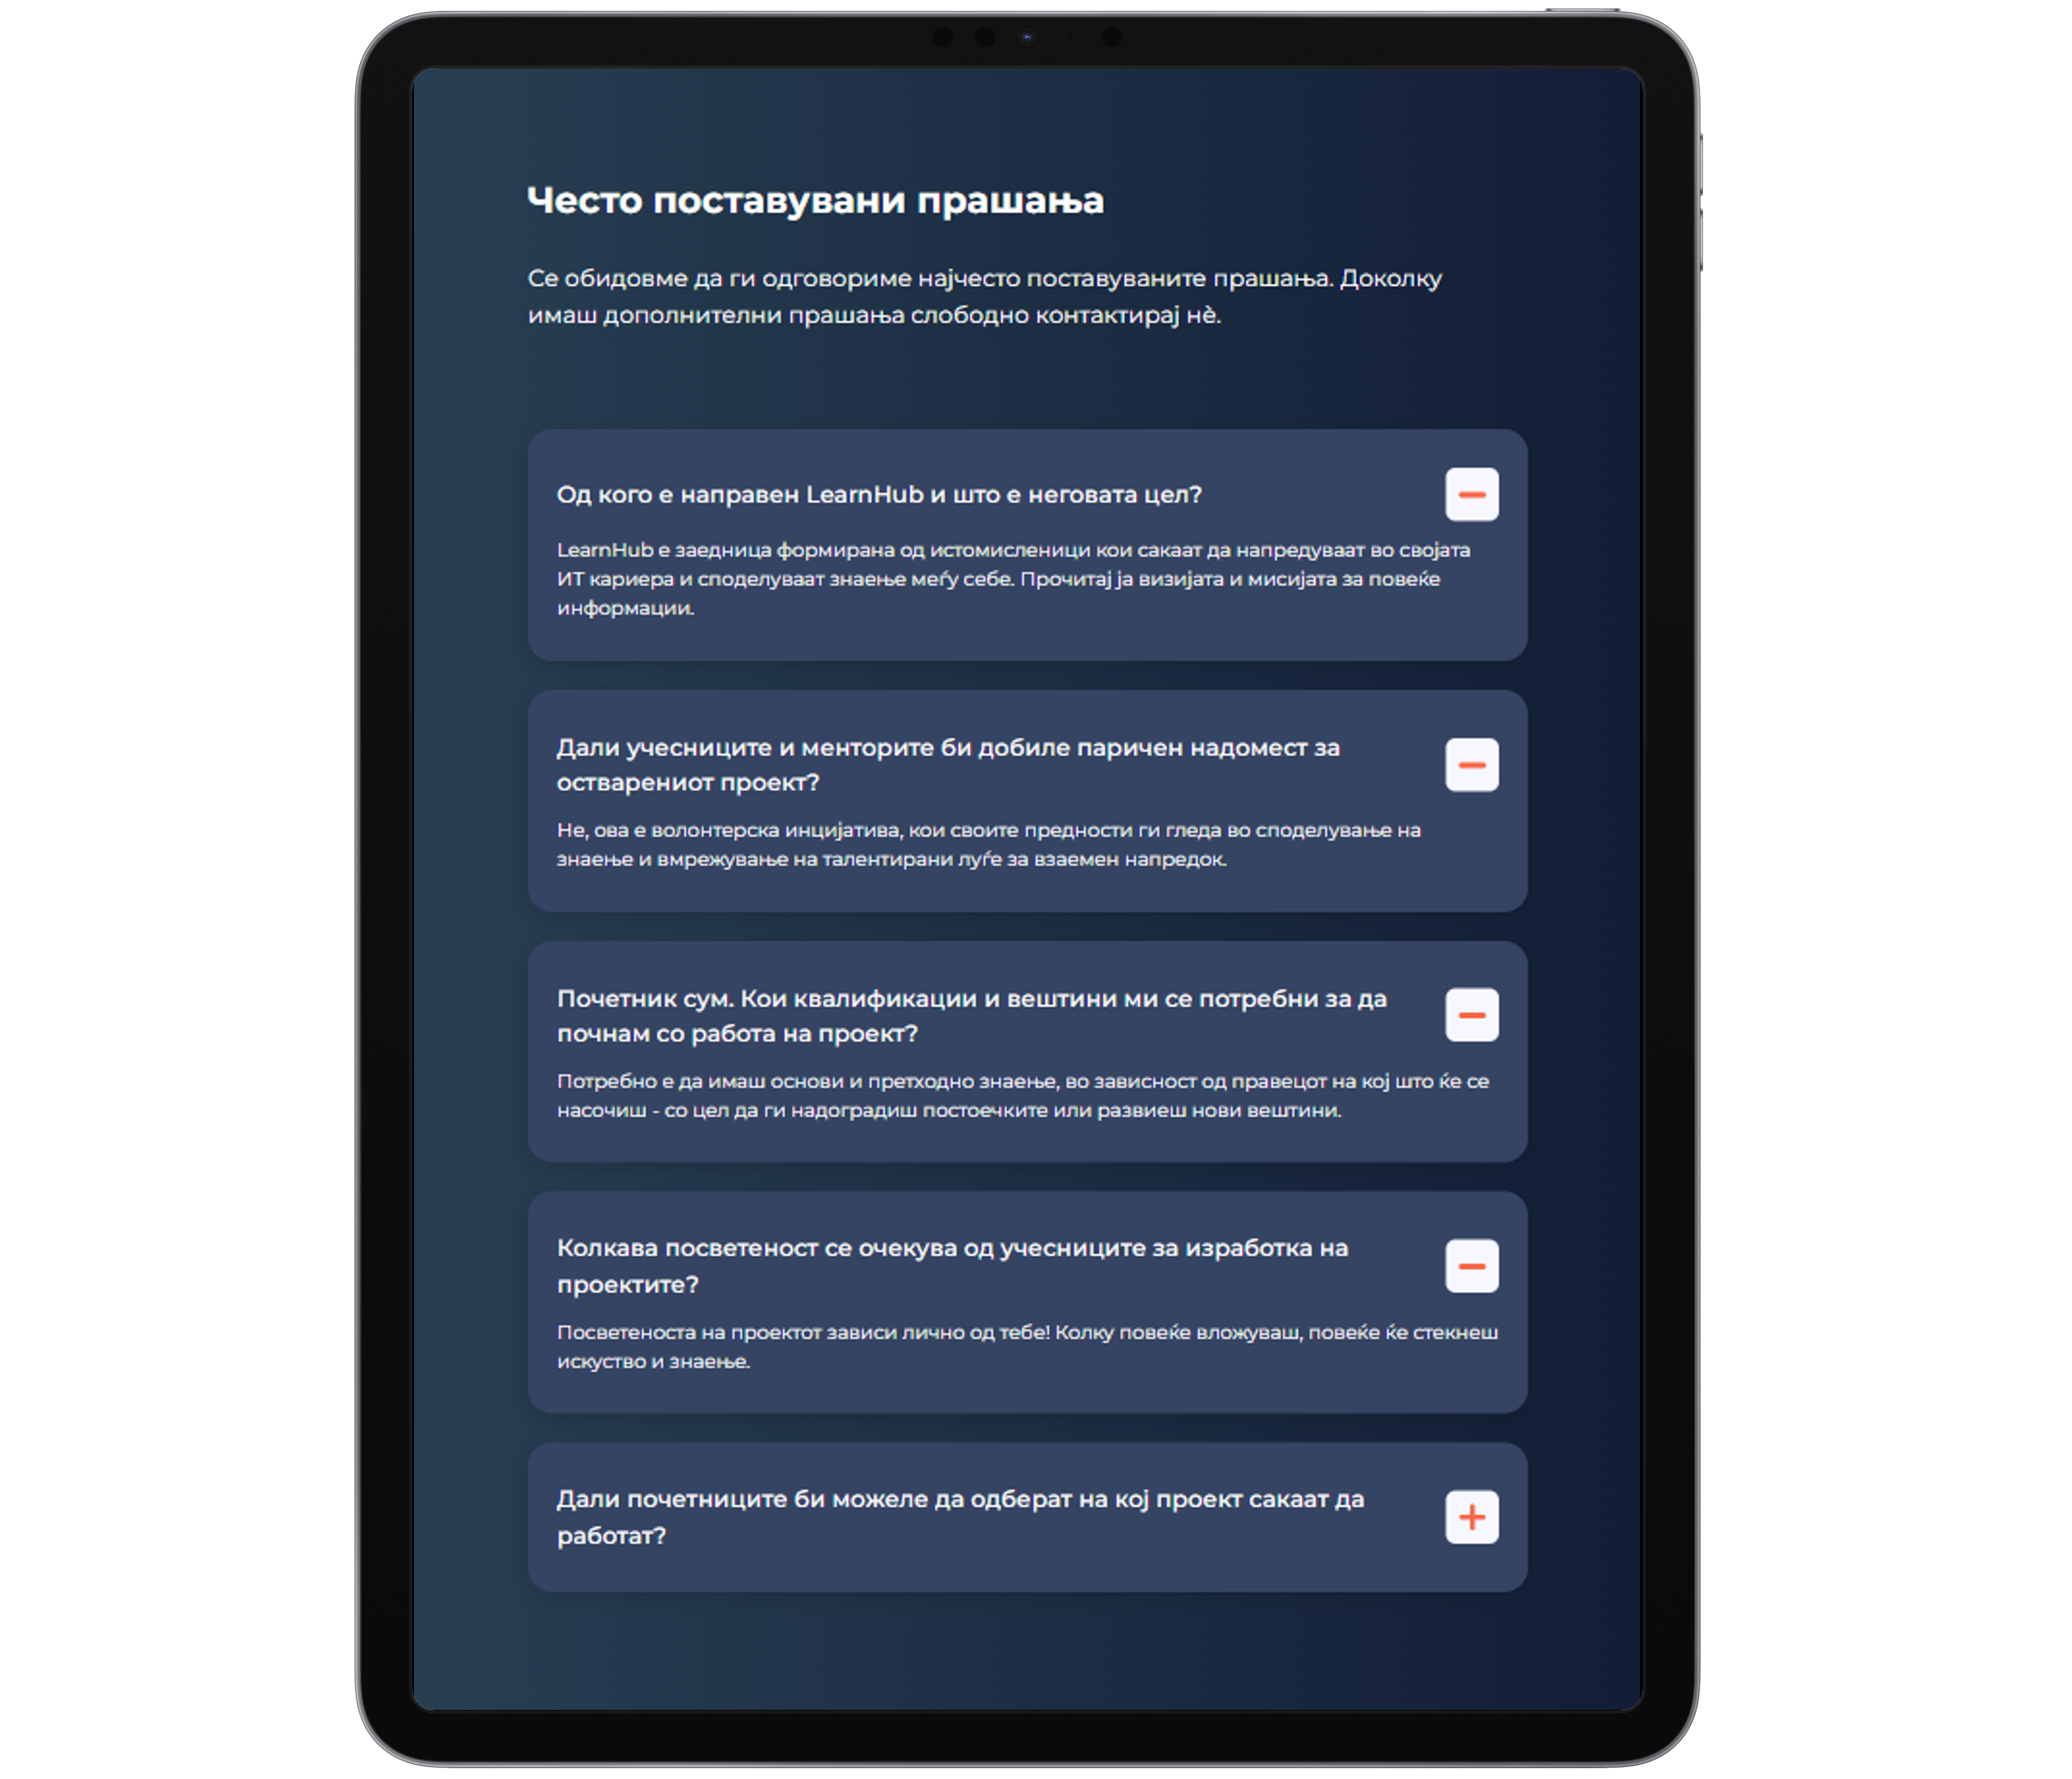 Често поставувани прашања
Се обидовме да ги одговориме најчесто поставуваните прашања. Доколку
имаш дополнителни прашања слободно контактирај нѐ.
Од кого е направен LearnHub и што е неговата цел?
LearnHub е заедница формирана од истомисленици кои сакаат да напредуваат во својата
ИТ кариера и споделуваат знаење меѓу себе. Прочитај ја визијата и мисијата за повеќе
информации.
Дали учесниците и менторите би добиле паричен надомест за
остварениот проект?
Не, ова е волонтерска инцијатива, кои своите предности ги гледа во споделување на
знаење и вмрежување на талентирани луѓе за взаемен напредок.
Почетник сум. Кои квалификации и вештини ми се потребни за да
почнам со работа на проект?
Потребно е да имаш основи и претходно знаење, во зависност од правецот на кој што ќе се
насочиш - со цел да ги надоградиш постоечките или развиеш нови вештини.
Колкава посветеност се очекува од учесниците за изработка на
проектите?
Посветеноста на проектот зависи лично од тебе! Колку повеќе вложуваш, повеќе ќе стекнеш
искуство и знаење.
Дали почетниците би можеле да одберат на кој проект сакаат да
работат?